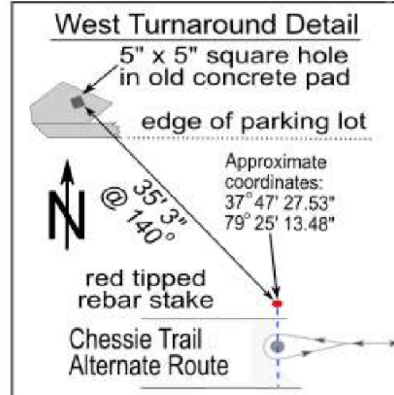 West Turnaround Detail
5" x 5" square hole
in old concrete pad
edge of parking lot
Approximate
coordinates:
37° 47' 27.53"
79° 25' 13.48"
N
35' 3"
@ 140°
red tipped
rebar stake
Chessie Trail
Alternate Route